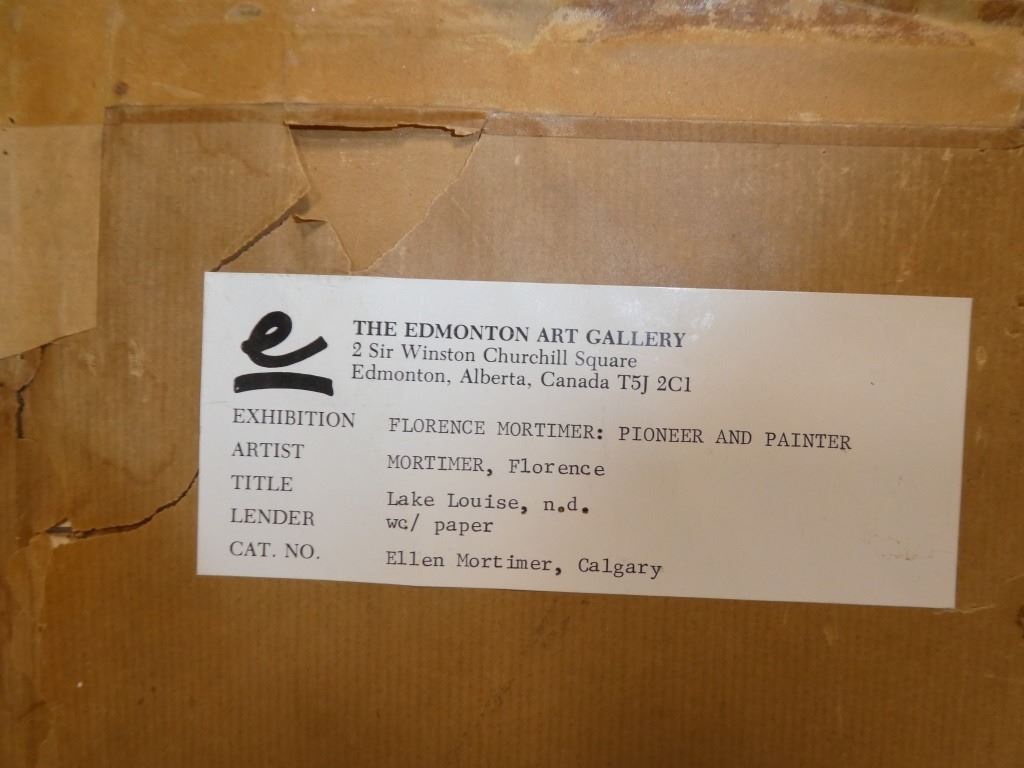 e
THE EDMONTON ART GALLERY
2 Sir Winston Churchill Square
Edmonton, Alberta, Canada T5J 2C1
EXHIBITION FLORENCE MORTIMER: PIONEER AND PAINTER
ARTIST MORTIMER, Florence
TITLE Lake Louise, n.d.
LENDER wc/ paper
CAT. NO. Ellen Mortimer, Calgary